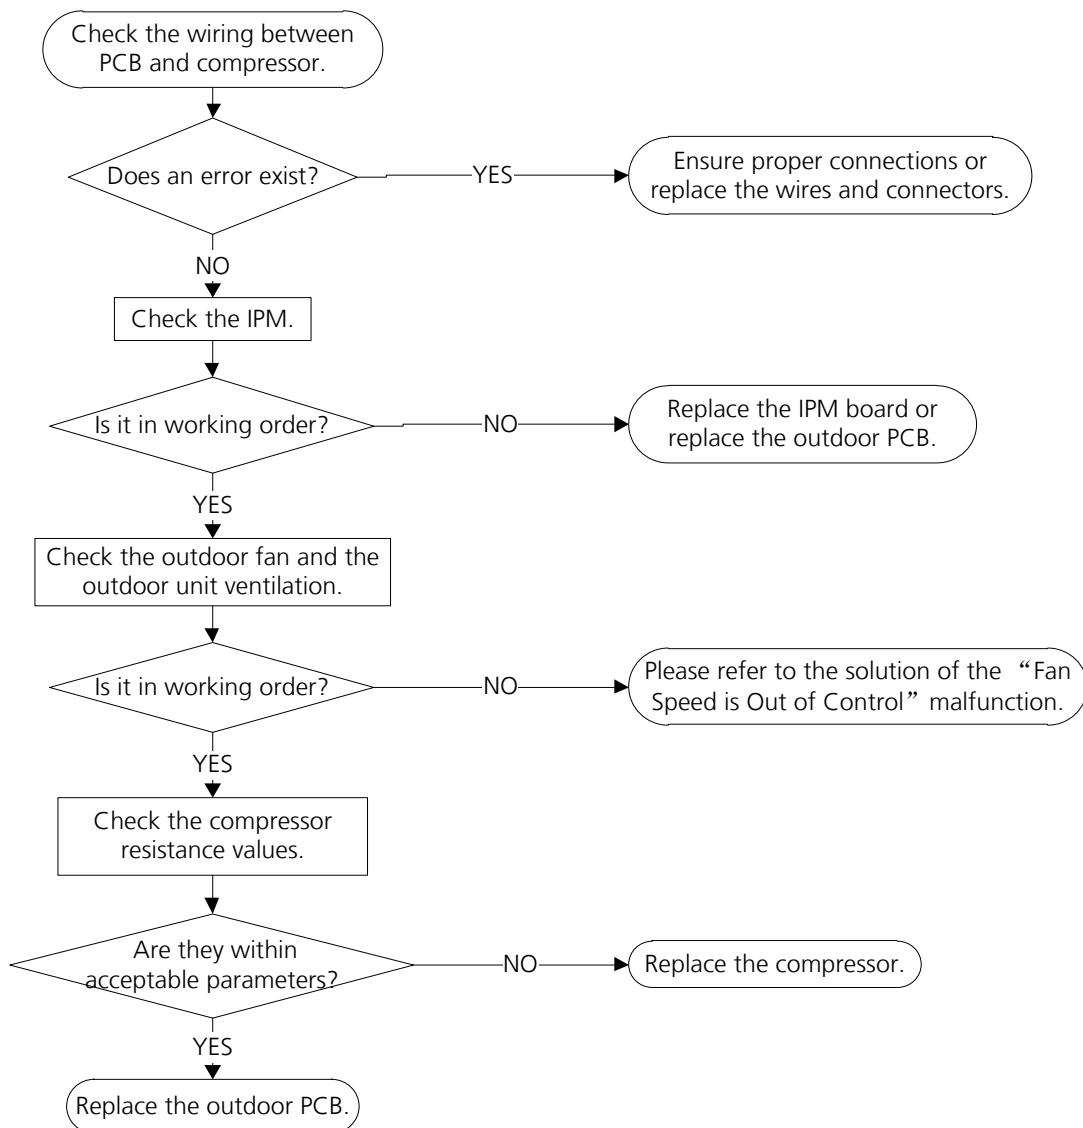 Check the wiring between
PCB and compressor.
Does an error exist?
YES
Ensure proper connections or
replace the wires and connectors.
NO
Check the IPM.
Is it in working order?
NO
Replace the IPM board or
replace the outdoor PCB.
YES
Check the outdoor fan and the
outdoor unit ventilation.
Is it in working order?
NO
Please refer to the solution of the “Fan
Speed is Out of Control” malfunction.
YES
Check the compressor
resistance values.
Are they within
acceptable parameters?
NO
Replace the compressor.
YES
Replace the outdoor PCB.